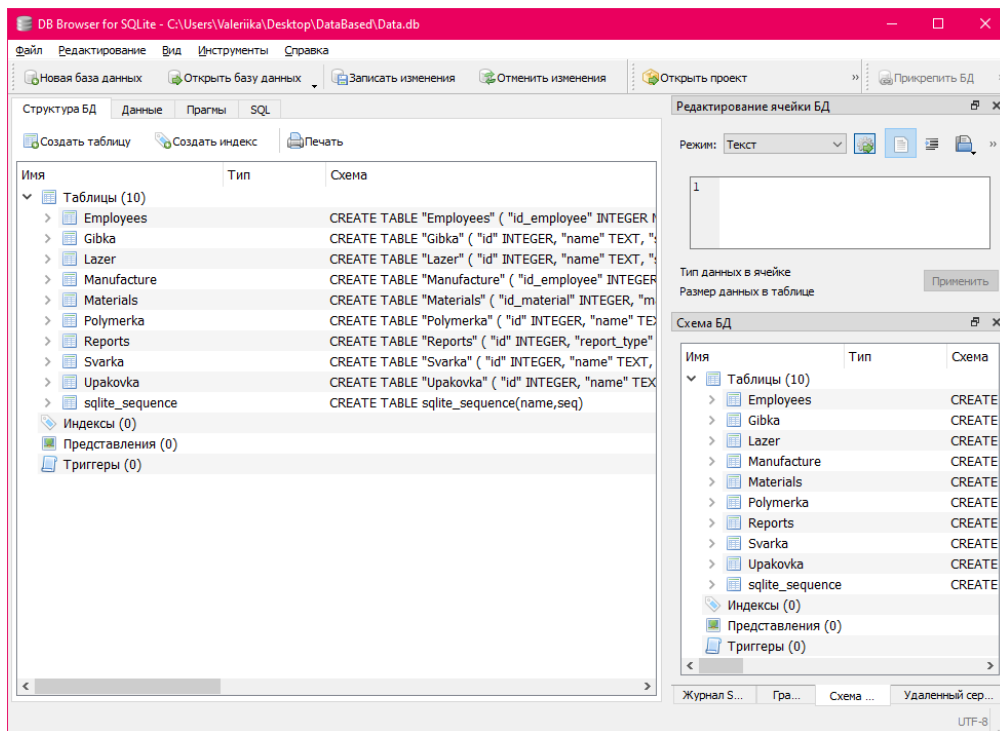 DB Browser for SQLite - C:\Users\Valeriika\Desktop\DataBased\Data.db
Файл Редактирование Вид Инструменты Справка
Новая база данных Открыть базу данных Записать изменения Отменить изменения Открыть проект » Прикрепить БД
Структура БД Данные Прагмы SQL
Создать таблицу Создать индекс Печать
Имя Тип Схема
Таблицы (10)
Employees CREATE TABLE "Employees" ( "id_employee" INTEGER N
Gibka CREATE TABLE "Gibka" ( "id" INTEGER, "name" TEXT, "s
Lazer CREATE TABLE "Lazer" ( "id" INTEGER, "name" TEXT, "s
Manufacture CREATE TABLE "Manufacture" ( "id_employee" INTEGER
Materials CREATE TABLE "Materials" ( "id_material" INTEGER, "m
Polymerka CREATE TABLE "Polymerka" ( "id" INTEGER, "name" TEX
Reports CREATE TABLE "Reports" ( "id" INTEGER, "report_type"
Svarka CREATE TABLE "Svarka" ( "id" INTEGER, "name" TEXT,
Upakovka CREATE TABLE "Upakovka" ( "id" INTEGER, "name" TEX
sqlite_sequence CREATE TABLE sqlite_sequence(name,seq)
Индексы (0)
Представления (0)
Триггеры (0)
Редактирование ячейки БД
Режим: Текст »
1
Тип данных в ячейке
Размер данных в таблице
Применить
Схема БД
Имя Тип Схема
Таблицы (10)
Employees CREATE
Gibka CREATE
Lazer CREATE
Manufacture CREATE
Materials CREATE
Polymerka CREATE
Reports CREATE
Svarka CREATE
Upakovka CREATE
sqlite_sequence CREATE
Индексы (0)
Представления (0)
Триггеры (0)
Журнал S... Гра... Схема ... Удаленный сер...
UTF-8